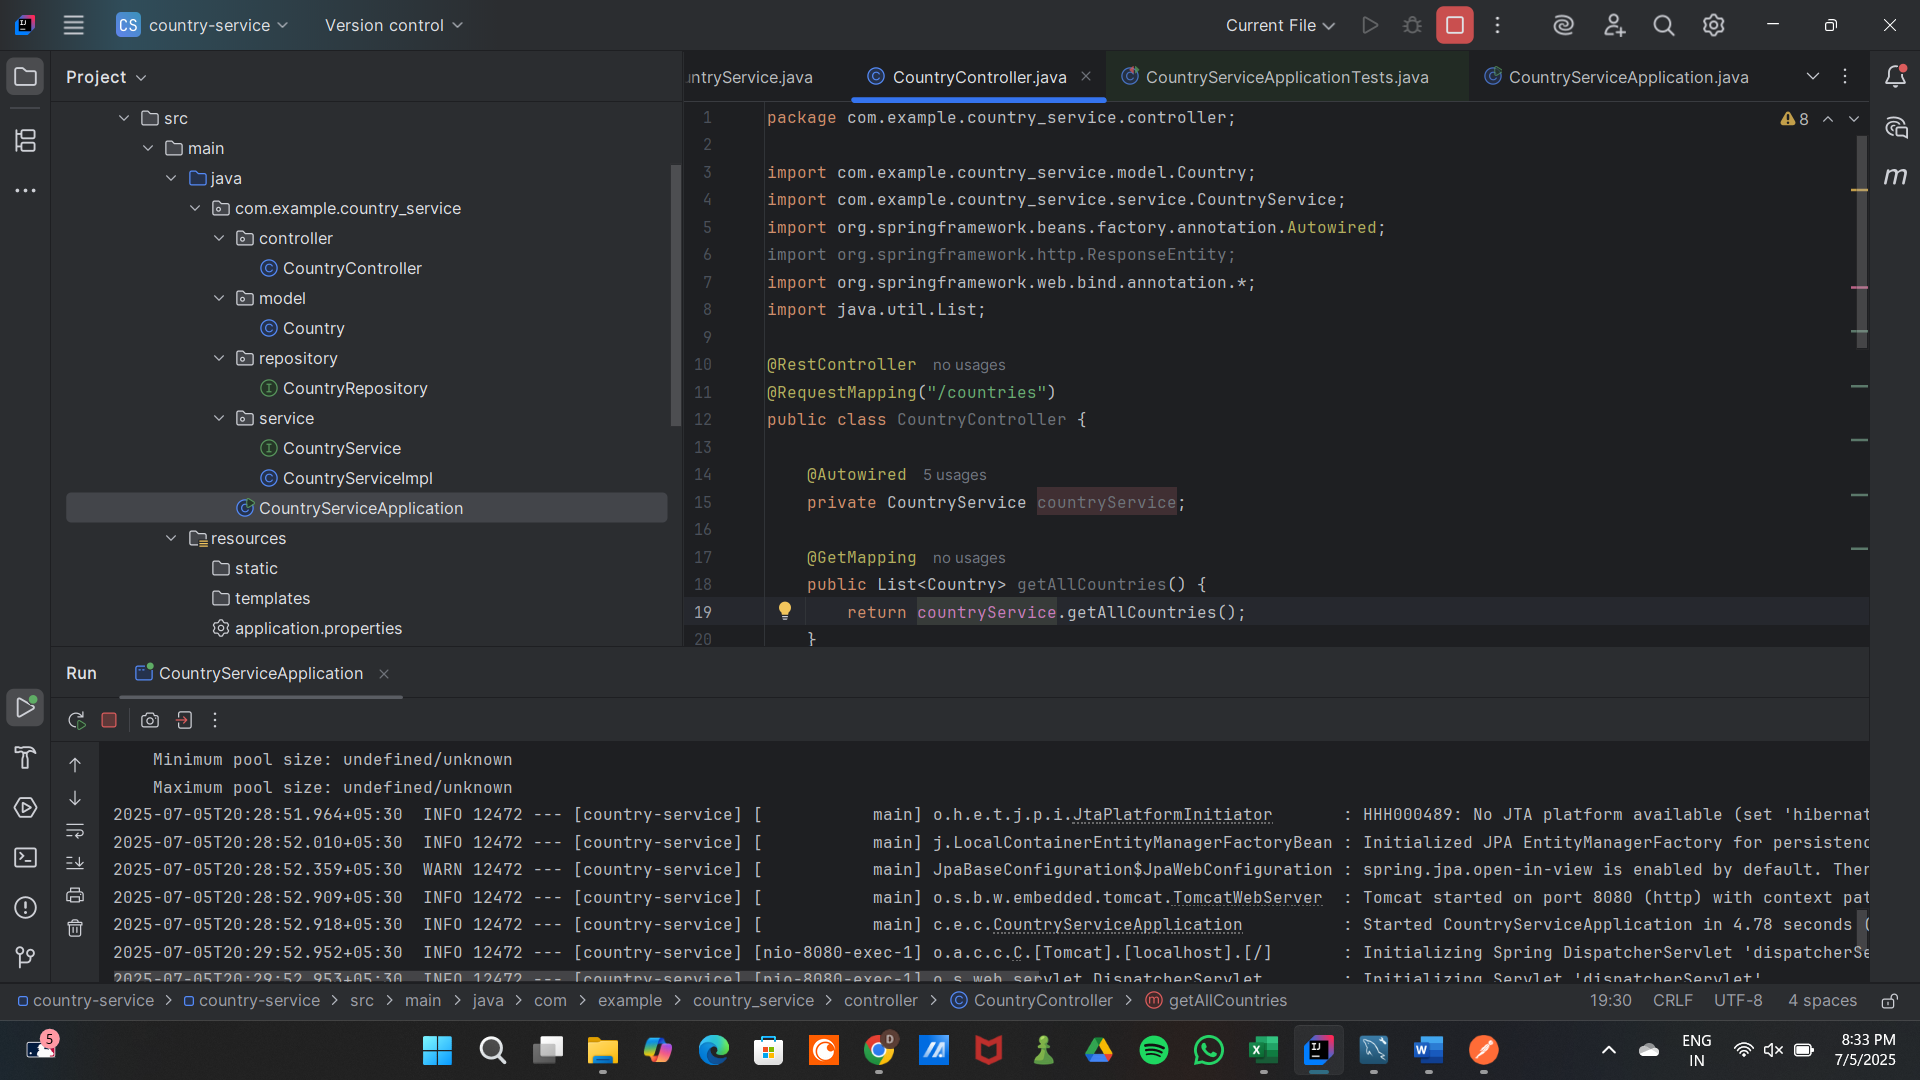 CS country-service
Version control
Current File
Project
untryService.java
CountryController.java
CountryServiceApplicationTests.java
CountryServiceApplication.java
src
main
java
com.example.country_service
controller
CountryController
model
Country
repository
CountryRepository
service
CountryService
CountryServiceImpl
CountryServiceApplication
resources
static
templates
application.properties
8
1 package com.example.country_service.controller;
2
3 import com.example.country_service.model.Country;
4 import com.example.country_service.service.CountryService;
5 import org.springframework.beans.factory.annotation.Autowired;
6 import org.springframework.http.ResponseEntity;
7 import org.springframework.web.bind.annotation.*;
8 import java.util.List;
9
10 @RestController no usages
11 @RequestMapping("/countries")
12 public class CountryController {
13
14 @Autowired 5 usages
15 private CountryService countryService;
16
17 @GetMapping no usages
18 public List<Country> getAllCountries() {
19 return countryService.getAllCountries();
20 }
Run
CountryServiceApplication
Minimum pool size: undefined/unknown
Maximum pool size: undefined/unknown
2025-07-05T20:28:51.964+05:30 INFO 12472 --- [country-service] [ main] o.h.e.t.j.p.i.JtaPlatformInitiator : HHH000489: No JTA platform available (set 'hibernat
2025-07-05T20:28:52.010+05:30 INFO 12472 --- [country-service] [ main] j.LocalContainerEntityManagerFactoryBean : Initialized JPA EntityManagerFactory for persistenc
2025-07-05T20:28:52.359+05:30 WARN 12472 --- [country-service] [ main] JpaBaseConfiguration$JpaWebConfiguration : spring.jpa.open-in-view is enabled by default. Ther
2025-07-05T20:28:52.909+05:30 INFO 12472 --- [country-service] [ main] o.s.b.w.embedded.tomcat.TomcatWebServer : Tomcat started on port 8080 (http) with context pat
2025-07-05T20:28:52.918+05:30 INFO 12472 --- [country-service] [ main] c.e.c.CountryServiceApplication : Started CountryServiceApplication in 4.78 seconds (
2025-07-05T20:29:52.952+05:30 INFO 12472 --- [country-service] [nio-8080-exec-1] o.a.c.c.C.[Tomcat].[localhost].[/] : Initializing Spring DispatcherServlet 'dispatcherSe
2025-07-05T20:29:52.953+05:30 INFO 12472 --- [country-service] [nio-8080-exec-1] o.s.web.servlet.DispatcherServlet : Initializing Servlet 'dispatcherServlet'
country-service > country-service > src > main > java > com > example > country_service > controller > CountryController > getAllCountries
19:30 CRLF UTF-8 4 spaces
5
D
ENG
IN
8:33 PM
7/5/2025